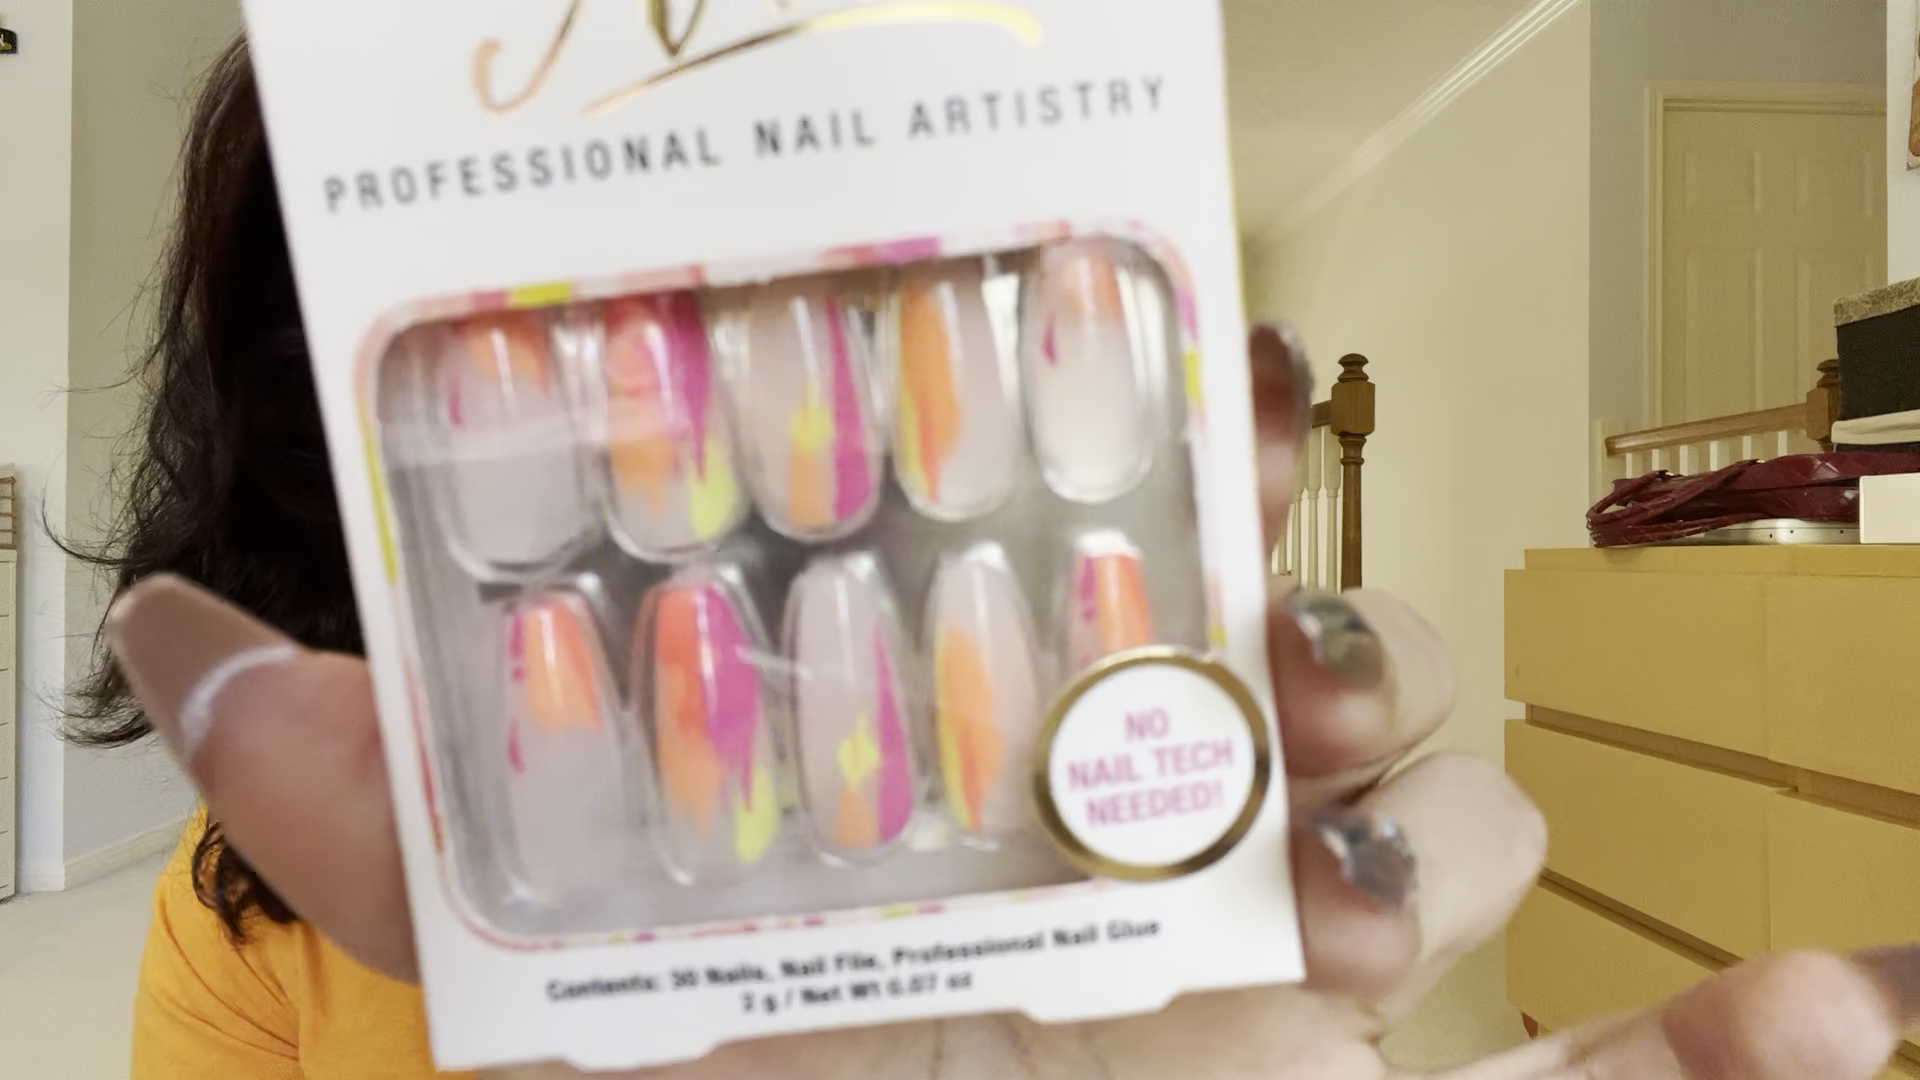 PROFESSIONAL NAIL ARTISTRY
NO
NAIL TECH
NEEDED!
Contents: 30 Nails, Nail File, Professional Nail Glue
2 g / Net Wt 0.07 oz